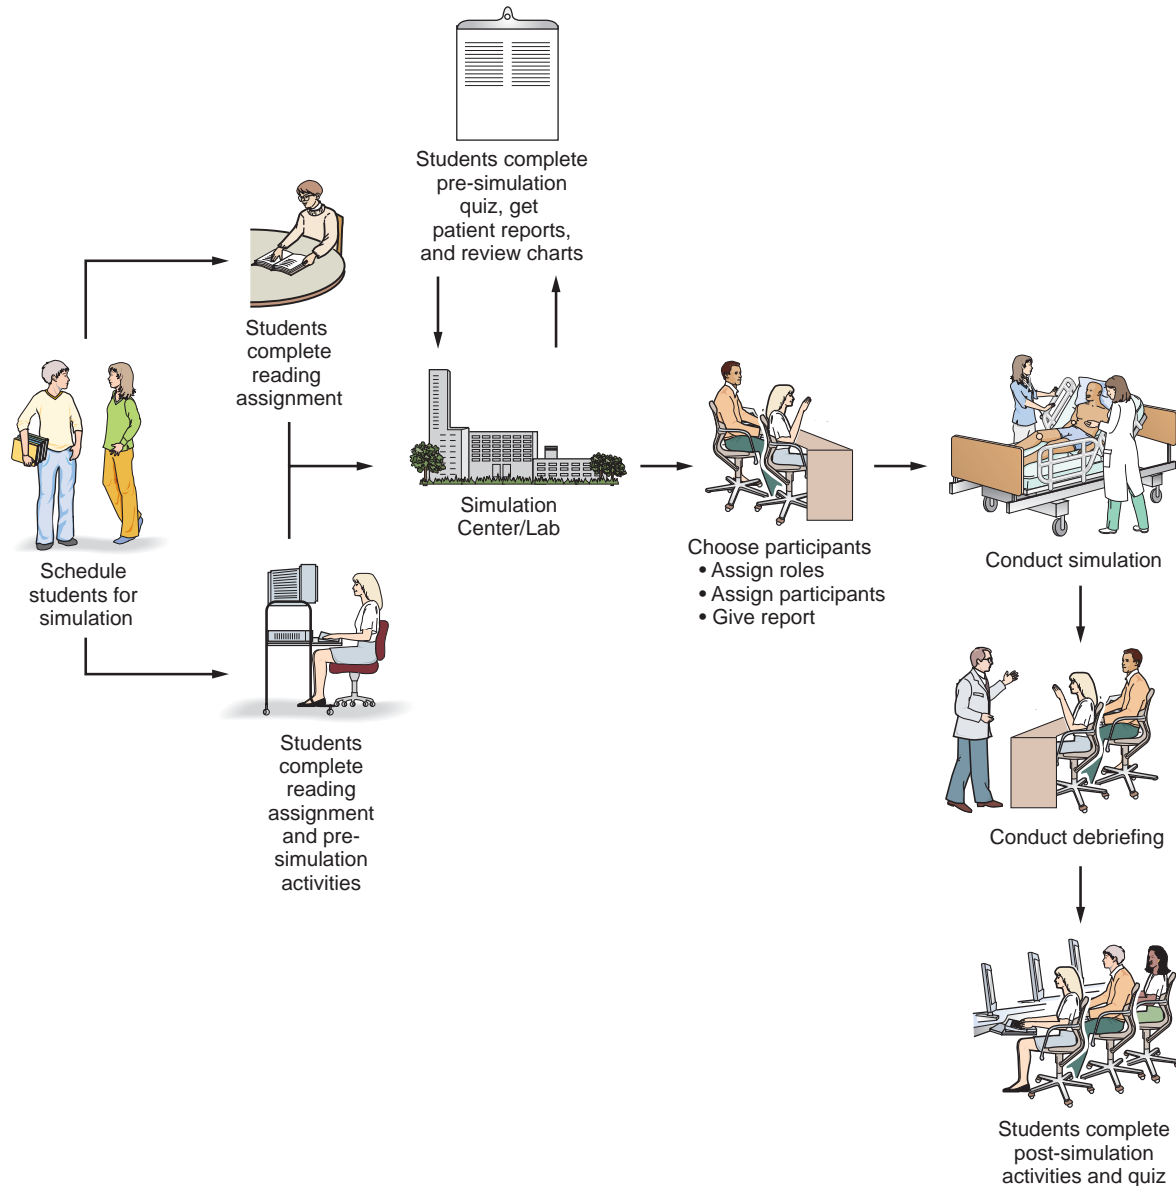 Students complete
pre-simulation
quiz, get
patient reports,
and review charts
Students
complete
reading
assignment
Schedule
students for
simulation
Simulation
Center/Lab
Choose participants
• Assign roles
• Assign participants
• Give report
Conduct simulation
Students
complete
reading
assignment
and pre-
simulation
activities
Conduct debriefing
Students complete
post-simulation
activities and quiz